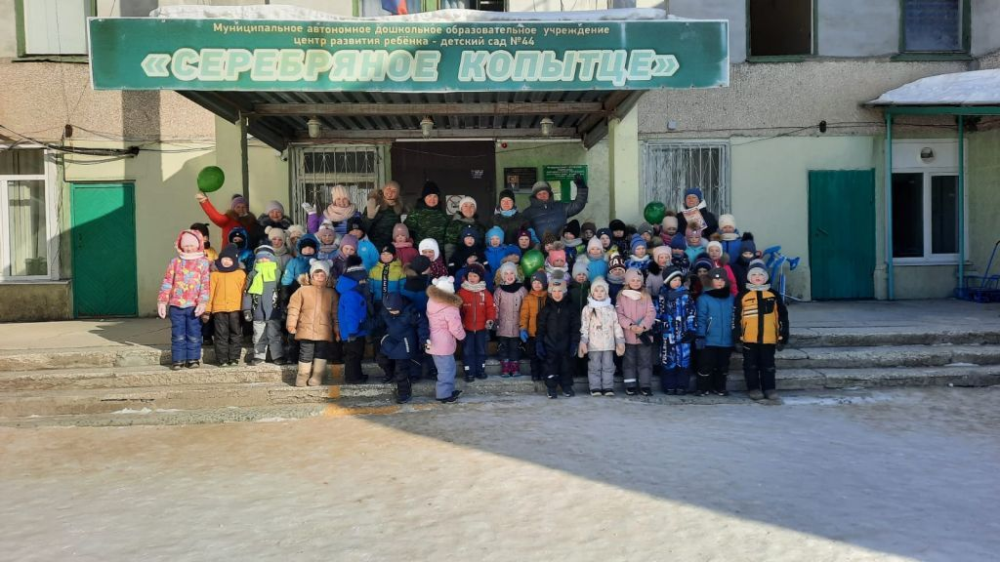 Муниципальное автономное дошкольное образовательное учреждение
центр развития ребёнка - детский сад №44
«СЕРЕБРЯНОЕ КОПЫТЦЕ»